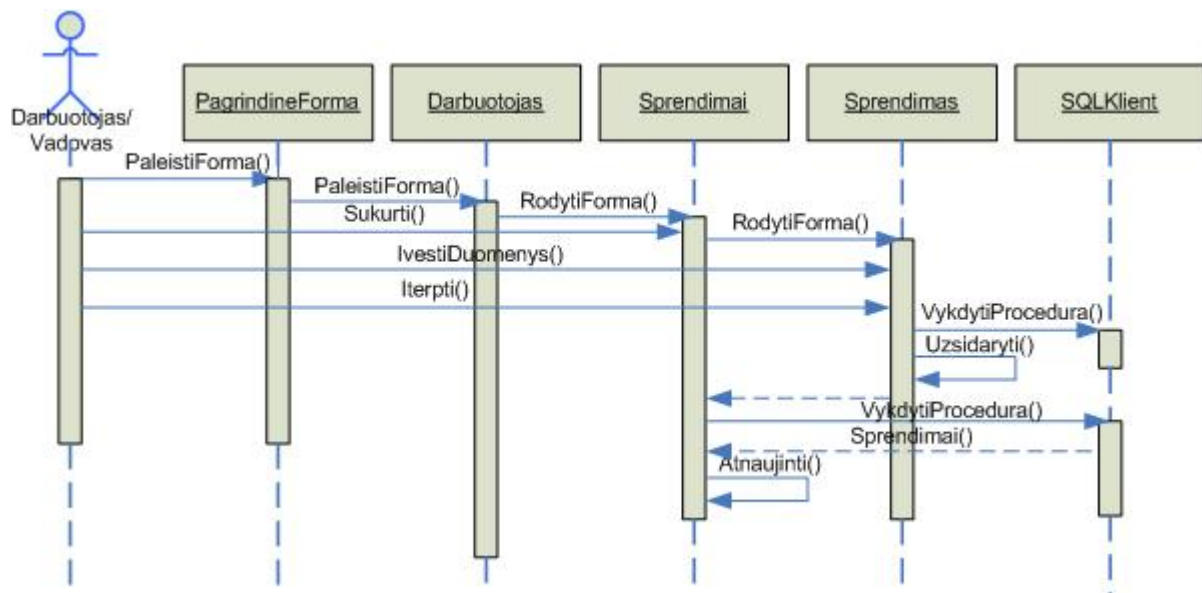 Darbuotojas/
Vadovas
PagrindineForma
Darbuotojas
Sprendimai
Sprendimas
SQLKlient
PaleistiForma()
PaleistiForma()
RodytiForma()
Sukurti()
RodytiForma()
IvestiDuomenys()
Iterpti()
VykdytiProcedura()
Uzsidaryti()
VykdytiProcedura()
Sprendimai()
Atnaujinti()